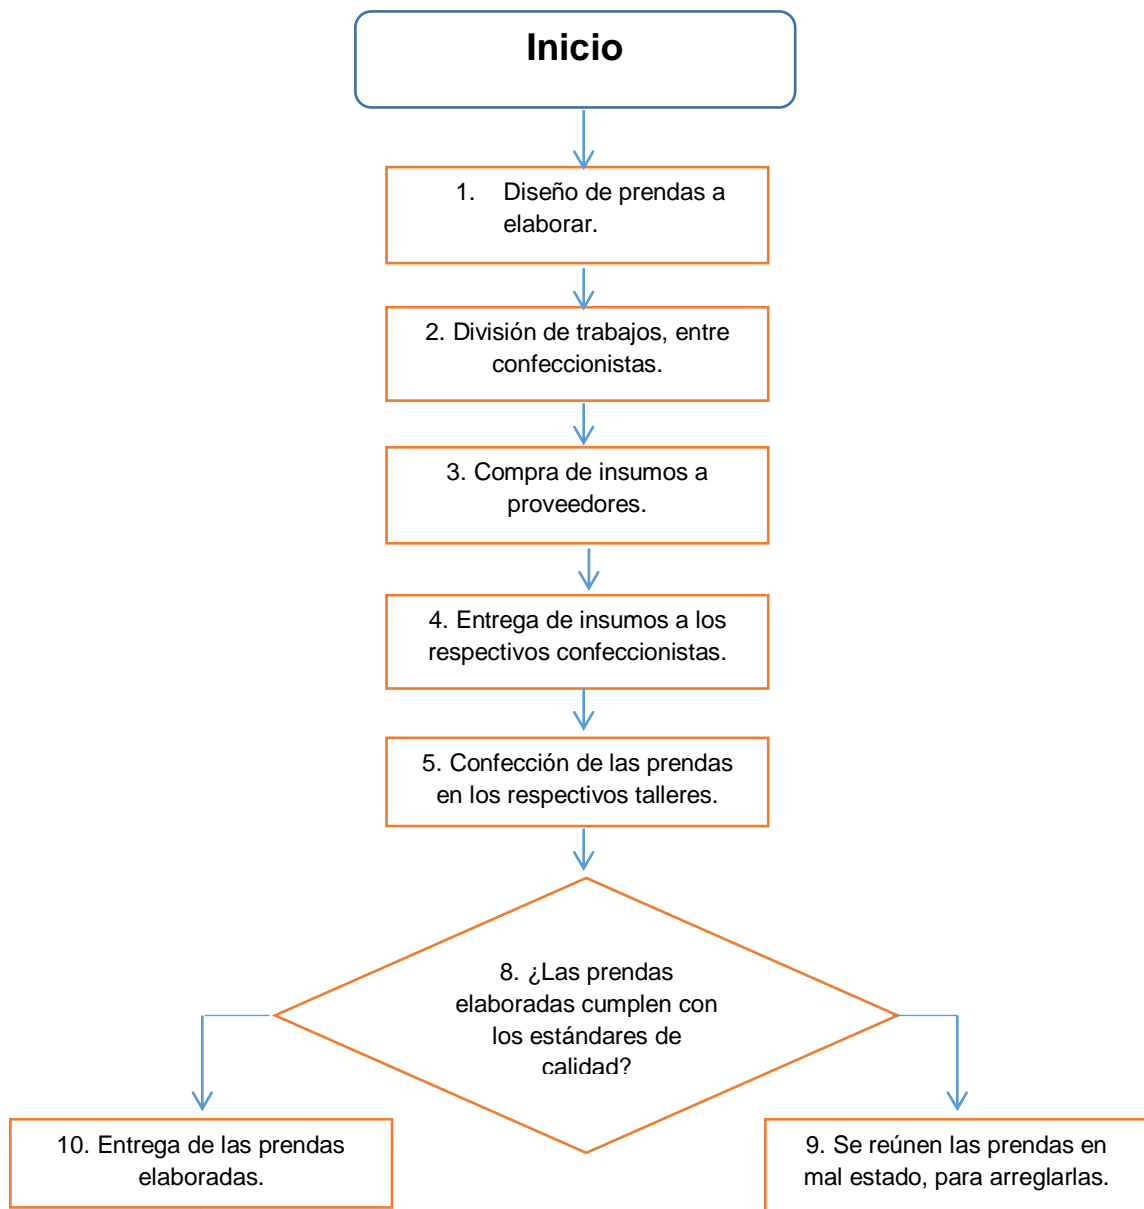 Inicio
1. Diseño de prendas a
elaborar.
2. División de trabajos, entre
confeccionistas.
3. Compra de insumos a
proveedores.
4. Entrega de insumos a los
respectivos confeccionistas.
5. Confección de las prendas
en los respectivos talleres.
8. ¿Las prendas
elaboradas cumplen con
los estándares de
calidad?
10. Entrega de las prendas
elaboradas.
9. Se reúnen las prendas en
mal estado, para arreglarlas.